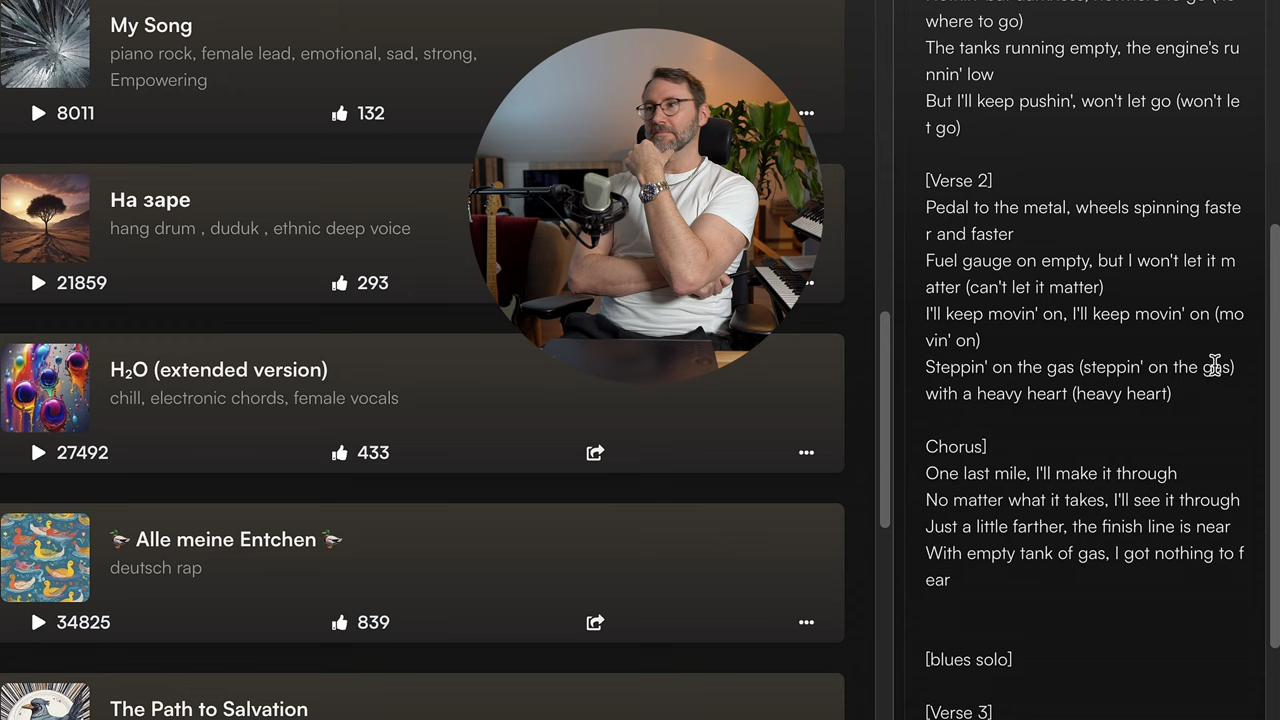 My Song
piano rock, female lead, emotional, sad, strong,
Empowering
8011
132
На заре
hang drum , duduk , ethnic deep voice
21859
293
H₂O (extended version)
chill, electronic chords, female vocals
27492
433
🦆 Alle meine Entchen 🦆
deutsch rap
34825
839
The Path to Salvation
where to go)
The tanks running empty, the engine's ru
nnin' low
But I'll keep pushin', won't let go (won't le
t go)
[Verse 2]
Pedal to the metal, wheels spinning faste
r and faster
Fuel gauge on empty, but I won't let it m
atter (can't let it matter)
I'll keep movin' on, I'll keep movin' on (mo
vin' on)
Steppin' on the gas (steppin' on the gas)
with a heavy heart (heavy heart)
Chorus]
One last mile, I'll make it through
No matter what it takes, I'll see it through
Just a little farther, the finish line is near
With empty tank of gas, I got nothing to f
ear
[blues solo]
[Verse 3]